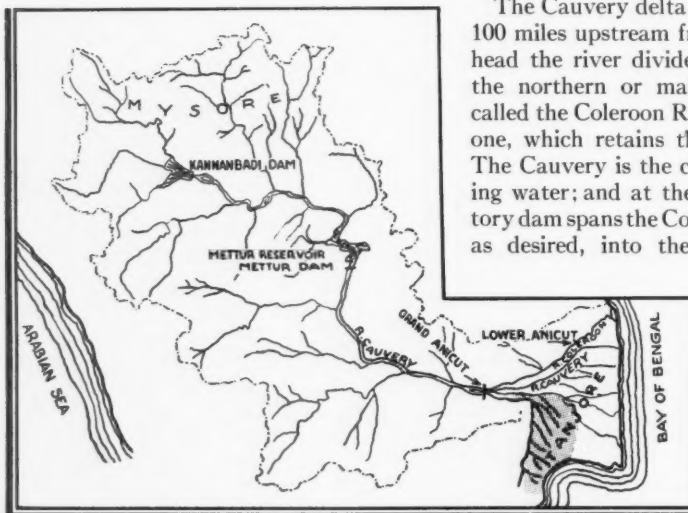 The Cauvery delta
100 miles upstream fr
head the river divide
the northern or ma
called the Coleroon R
one, which retains th
The Cauvery is the c
ing water; and at the
tory dam spans the Co
as desired, into the
MYSORE
KANNANBADI DAM
METTUR RESERVOIR
METTUR DAM
GRAND ANICUT
LOWER ANICUT
R. COLEROON
R. CAUVERY
R. CAUVERY
TANJORE
ARABIAN SEA
BAY OF BENGAL